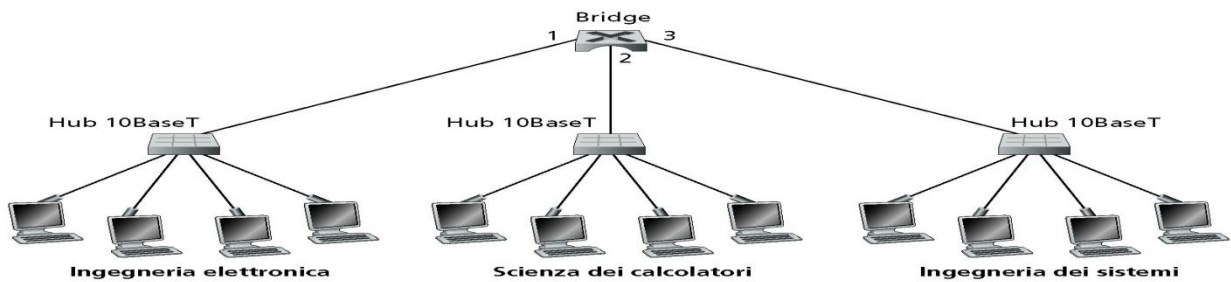 Bridge
1
3
2
Hub 10BaseT
Hub 10BaseT
Hub 10BaseT
Ingegneria elettronica
Scienza dei calcolatori
Ingegneria dei sistemi